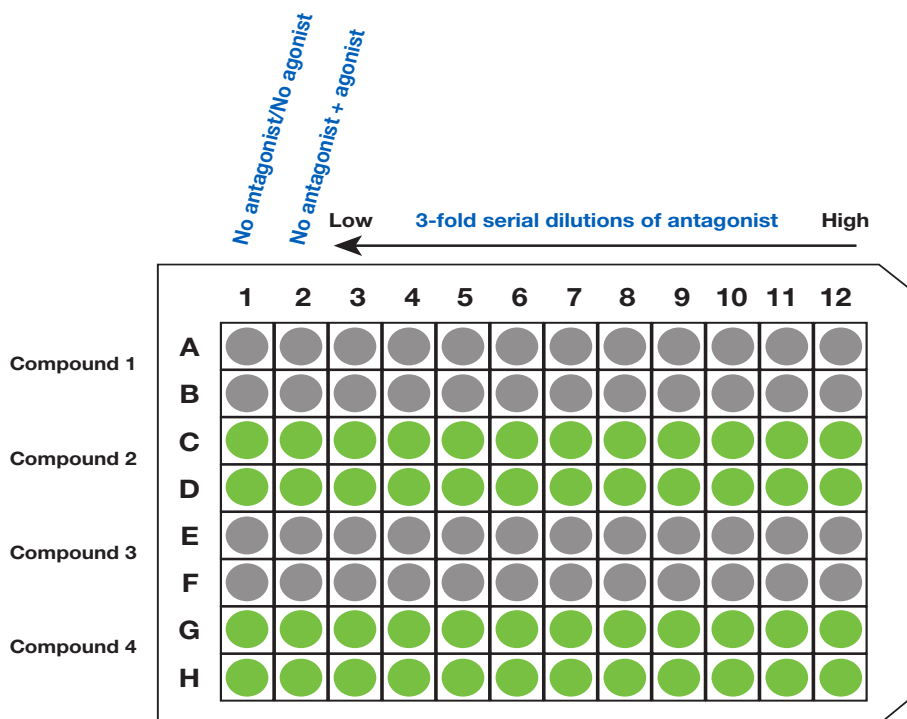 No antagonist/No agonist
No antagonist + agonist
Low 3-fold serial dilutions of antagonist High
1 2 3 4 5 6 7 8 9 10 11 12
Compound 1
A
B
Compound 2
C
D
Compound 3
E
F
Compound 4
G
H